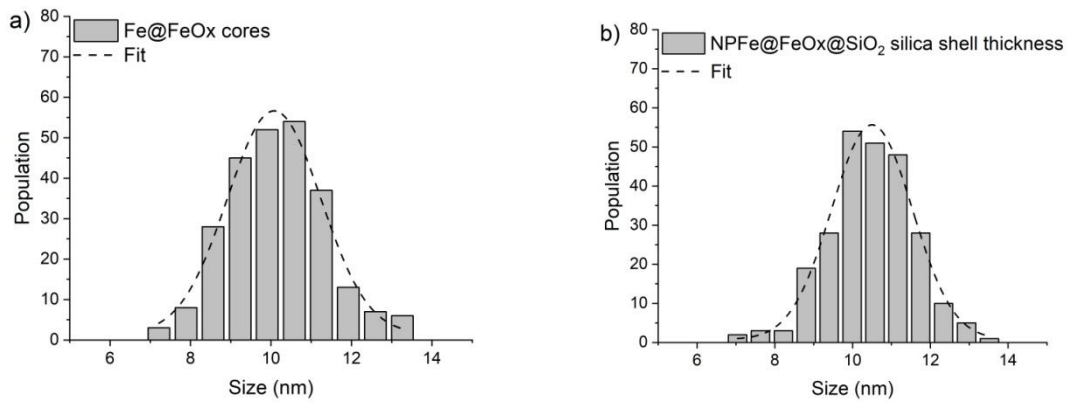 a)
Fe@FeOx cores
Fit
80
70
60
50
40
30
20
10
0
Population
6 8 10 12 14
Size (nm)
b)
NPFe@FeOx@SiO₂ silica shell thickness
Fit
80
70
60
50
40
30
20
10
0
Population
6 8 10 12 14
Size (nm)